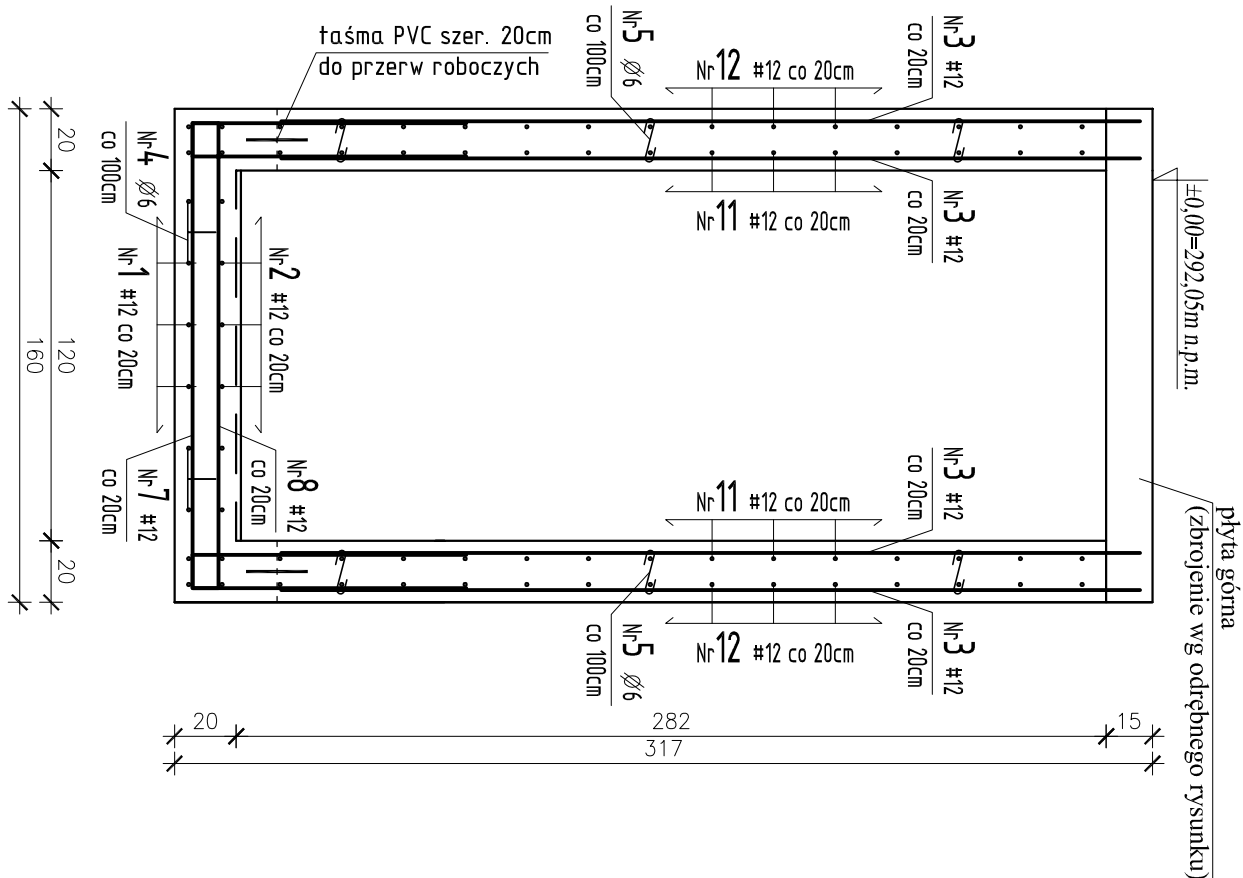 taśma PVC szer. 20cm
do przerw roboczych
Nr5 Ø6
co 100cm
Nr12 #12 co 20cm
Nr3 #12
co 20cm
Nr4 Ø6
co 100cm
Nr11 #12 co 20cm
Nr3 #12
co 20cm
±0,00=292,05m n.p.m.
Nr1 #12 co 20cm
Nr2 #12 co 20cm
Nr7 #12
co 20cm
Nr8 #12
co 20cm
Nr11 #12 co 20cm
Nr3 #12
co 20cm
Nr5 Ø6
co 100cm
Nr12 #12 co 20cm
Nr3 #12
co 20cm
płyta górna
(zbrojenie wg odrębnego rysunku)
20
120
20
160
20
282
15
317